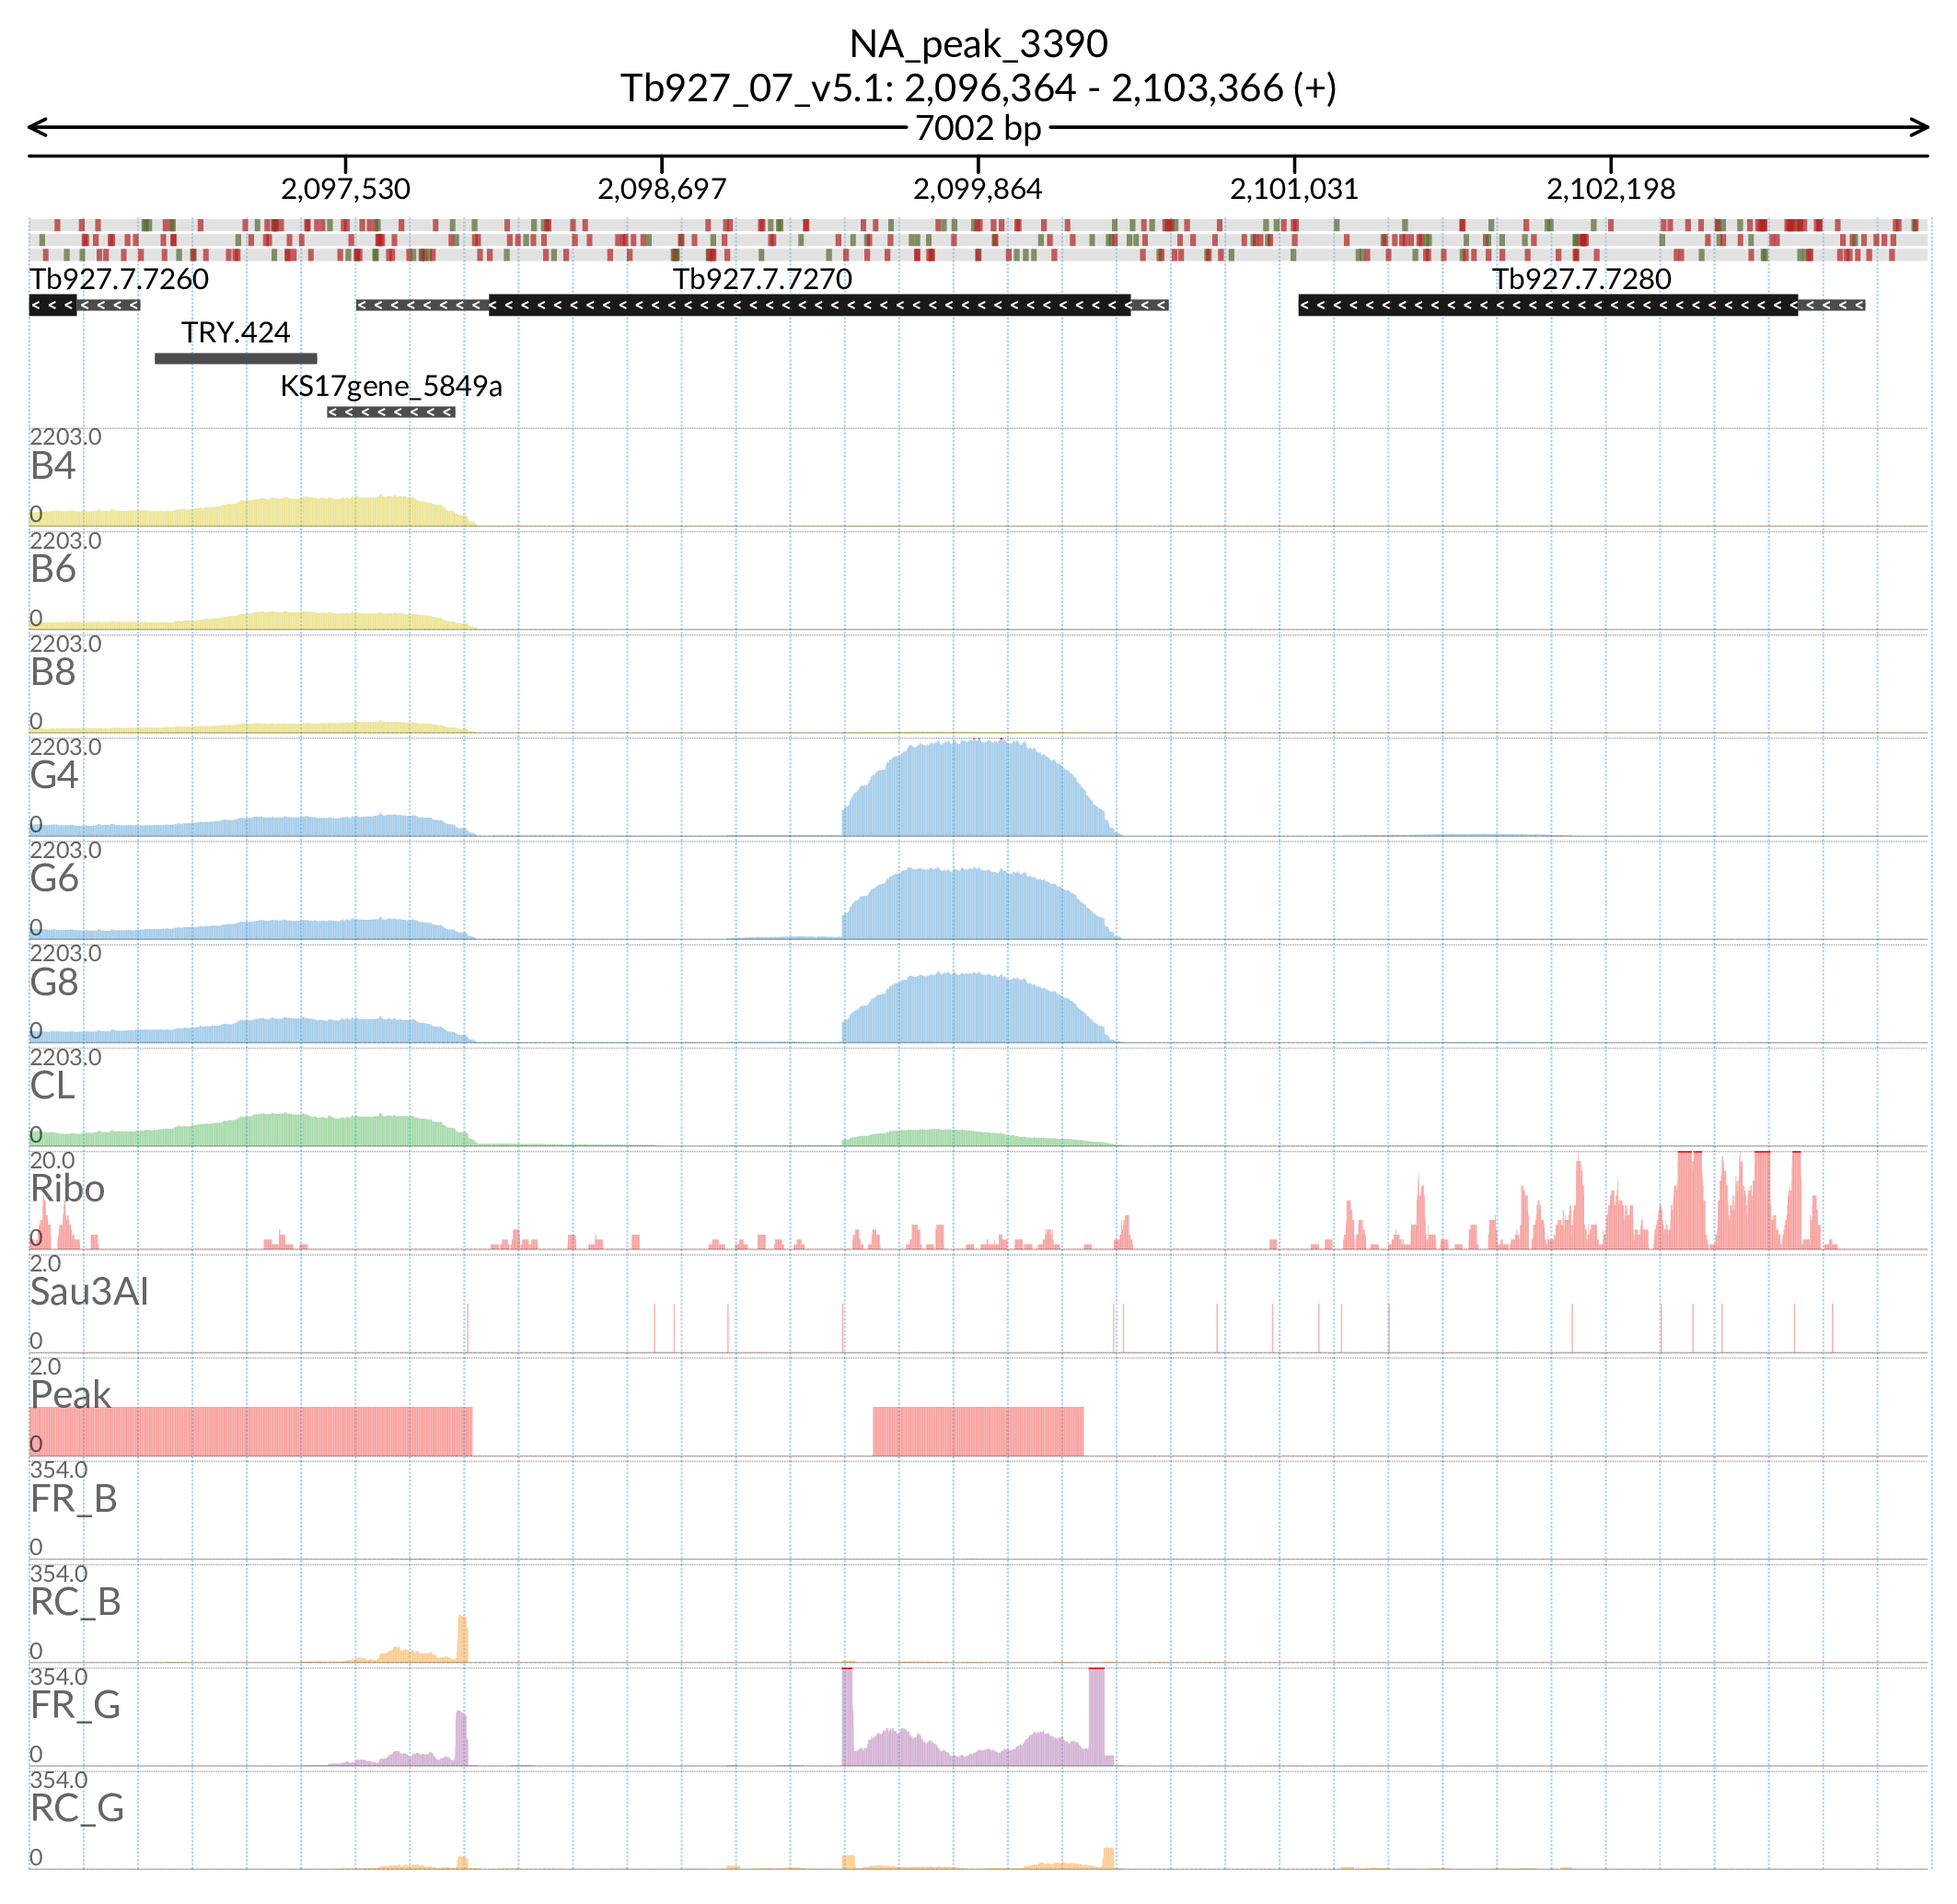 NA_peak_3390
Tb927_07_v5.1: 2,096,364 - 2,103,366 (+)
7002 bp
2,097,530 2,098,697 2,099,864 2,101,031 2,102,198
Tb927.7.7260 Tb927.7.7270 Tb927.7.7280
TRY.424
KS17gene_5849a
2203.0
B4
0
2203.0
B6
0
2203.0
B8
0
2203.0
G4
0
2203.0
G6
0
2203.0
G8
0
2203.0
CL
0
20.0
Ribo
0
2.0
Sau3AI
0
2.0
Peak
0
354.0
FR_B
0
354.0
RC_B
0
354.0
FR_G
0
354.0
RC_G
0